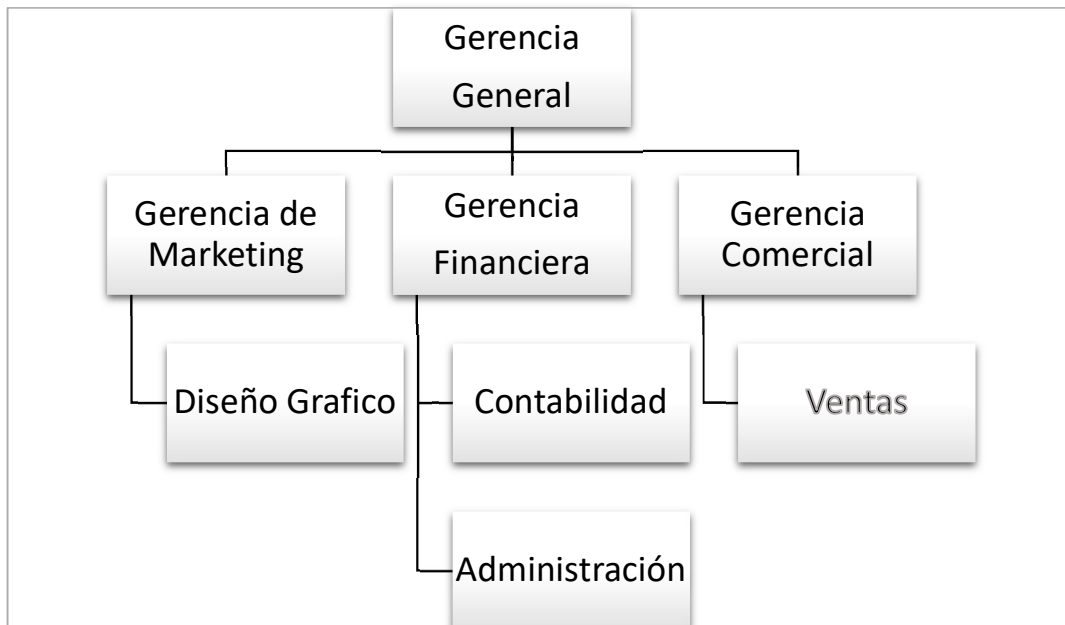 Gerencia
General
Gerencia de
Marketing
Gerencia
Financiera
Gerencia
Comercial
Diseño Grafico
Contabilidad
Ventas
Administración